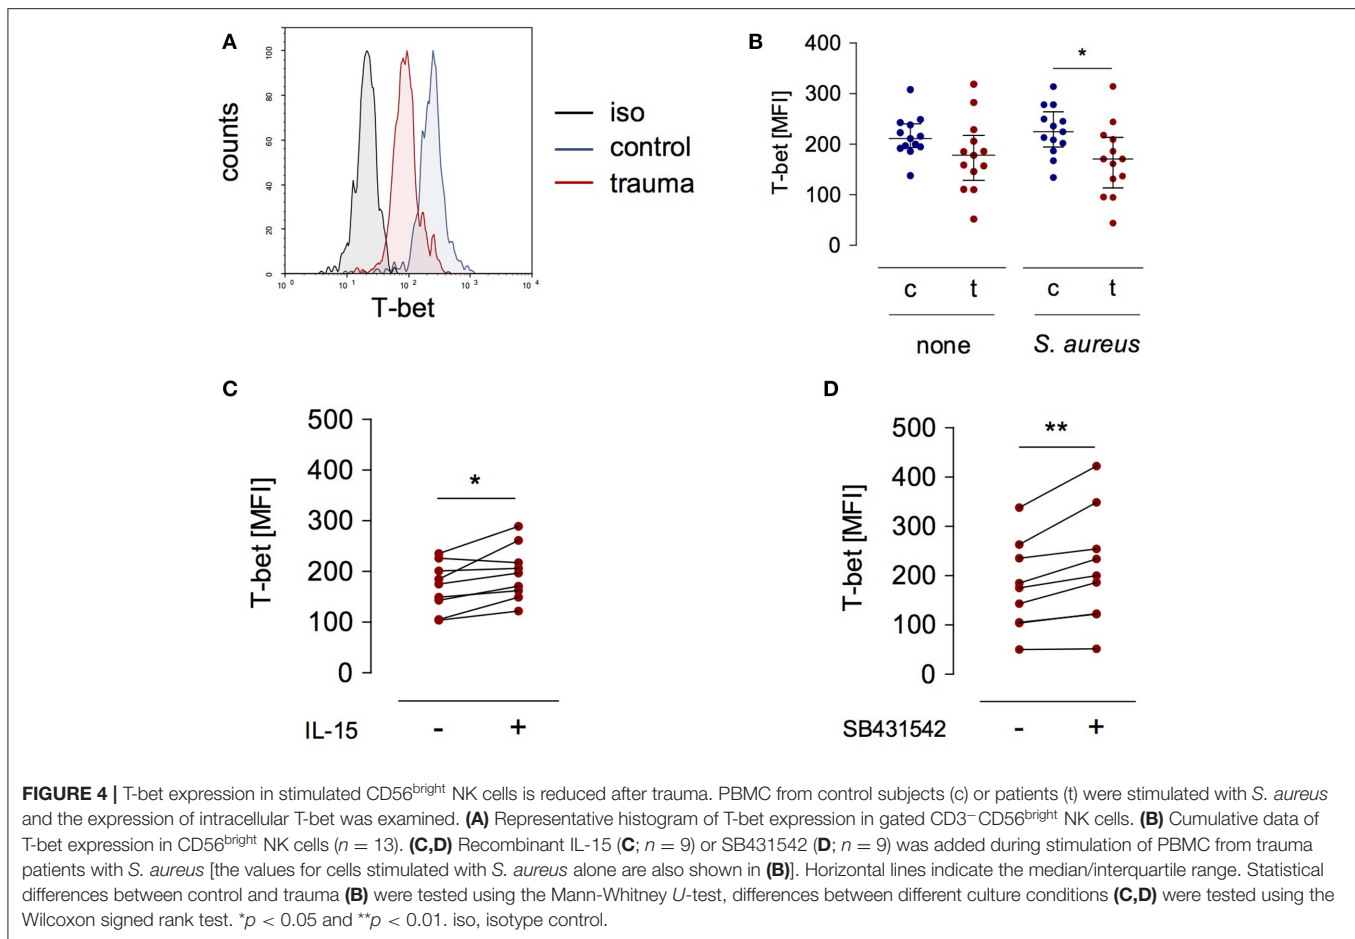 A
counts
100
80
60
40
20
0
10 0
10 1
10 2
10 3
10 4
T-bet
iso
control
trauma
B
T-bet [MFI]
400
300
200
100
0
*
c t c t
none S. aureus
C
T-bet [MFI]
500
400
300
200
100
0
*
IL-15 - +
D
T-bet [MFI]
500
400
300
200
100
0
**
SB431542 - +
FIGURE 4 | T-bet expression in stimulated CD56bright NK cells is reduced after trauma. PBMC from control subjects (c) or patients (t) were stimulated with S. aureus
and the expression of intracellular T-bet was examined. (A) Representative histogram of T-bet expression in gated CD3−CD56bright NK cells. (B) Cumulative data of
T-bet expression in CD56bright NK cells (n = 13). (C,D) Recombinant IL-15 (C; n = 9) or SB431542 (D; n = 9) was added during stimulation of PBMC from trauma
patients with S. aureus [the values for cells stimulated with S. aureus alone are also shown in (B)]. Horizontal lines indicate the median/interquartile range. Statistical
differences between control and trauma (B) were tested using the Mann-Whitney U-test, differences between different culture conditions (C,D) were tested using the
Wilcoxon signed rank test. *p < 0.05 and **p < 0.01. iso, isotype control.